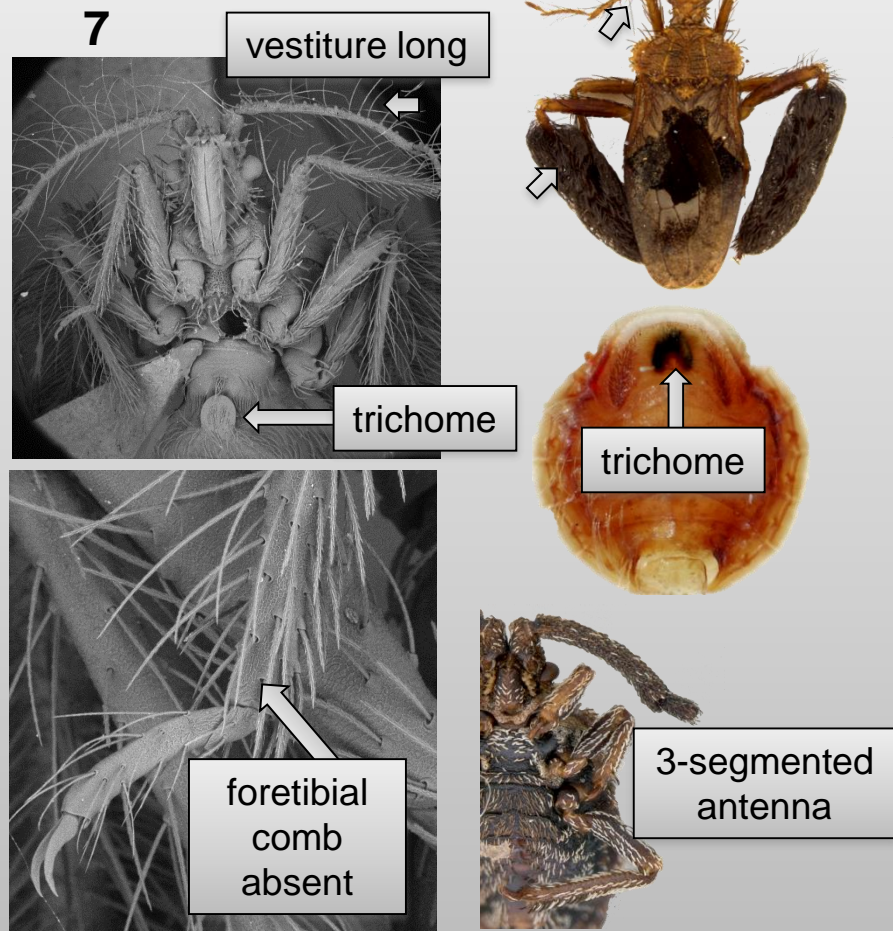 7
vestiture long
trichome
trichome
foretibial
comb
absent
3-segmented
antenna